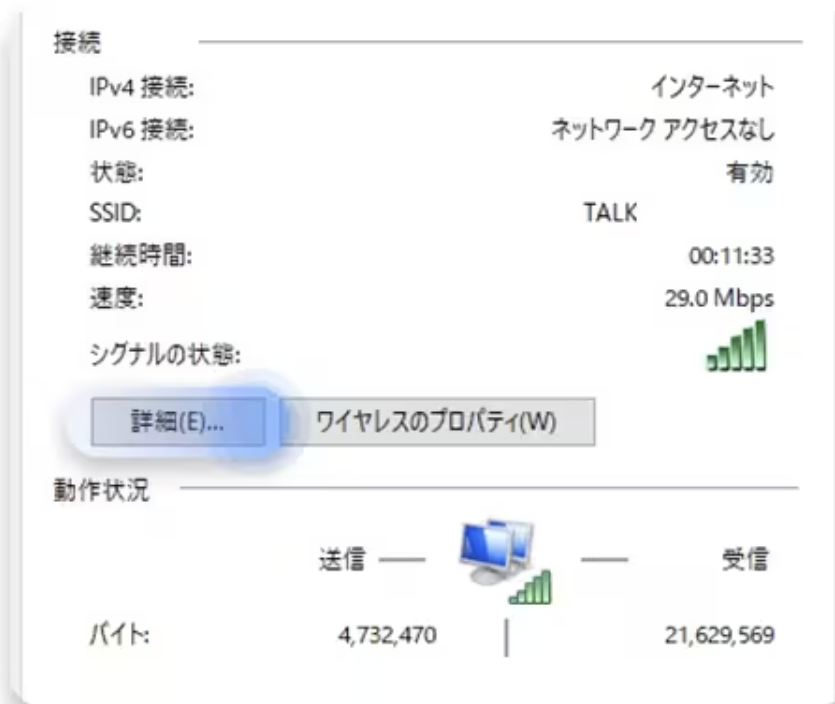 接続
IPv4 接続: インターネット
IPv6 接続: ネットワーク アクセスなし
状態: 有効
SSID: TALK
継続時間: 00:11:33
速度: 29.0 Mbps
シグナルの状態:
詳細(E)... ワイヤレスのプロパティ(W)
動作状況
送信 受信
バイト: 4,732,470 21,629,569